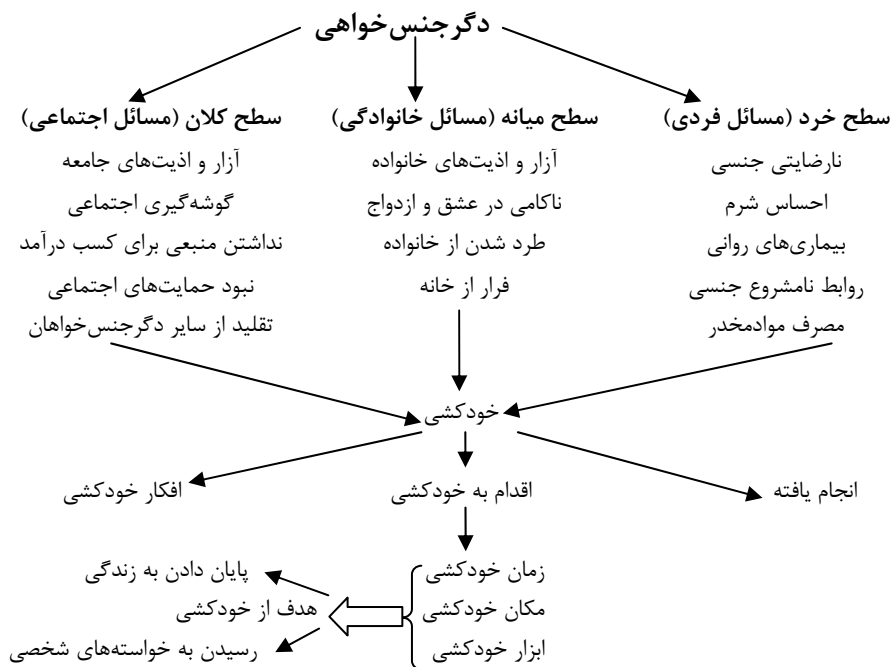 دگرجنس‌خواهی
سطح خرد (مسائل فردی)
نارضایتی جنسی
احساس شرم
بیماری‌های روانی
روابط نامشروع جنسی
مصرف موادمخدر
سطح میانه (مسائل خانوادگی)
آزار و اذیت‌های خانواده
ناکامی در عشق و ازدواج
طرد شدن از خانواده
فرار از خانه
سطح کلان (مسائل اجتماعی)
آزار و اذیت‌های جامعه
گوشه‌گیری اجتماعی
نداشتن منبعی برای کسب درآمد
نبود حمایت‌های اجتماعی
تقلید از سایر دگرجنس‌خواهان
خودکشی
انجام یافته
اقدام به خودکشی
افکار خودکشی
زمان خودکشی
مکان خودکشی
ابزار خودکشی
پایان دادن به زندگی
هدف از خودکشی
رسیدن به خواسته‌های شخصی